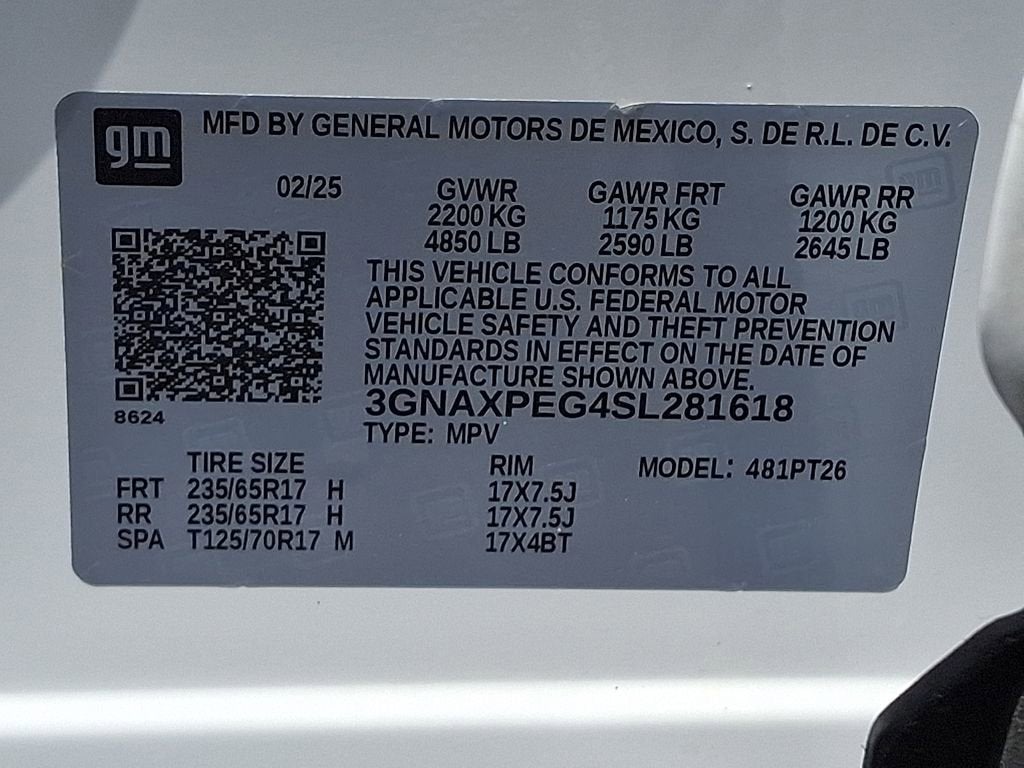 gm
MFD BY GENERAL MOTORS DE MEXICO, S. DE R.L. DE C.V.
02/25 GVWR GAWR FRT GAWR RR
2200 KG 1175 KG 1200 KG
4850 LB 2590 LB 2645 LB
THIS VEHICLE CONFORMS TO ALL
APPLICABLE U.S. FEDERAL MOTOR
VEHICLE SAFETY AND THEFT PREVENTION
STANDARDS IN EFFECT ON THE DATE OF
MANUFACTURE SHOWN ABOVE.
8624
3GNAXPEG4SL281618
TYPE: MPV
TIRE SIZE RIM MODEL: 481PT26
FRT 235/65R17 H 17X7.5J
RR 235/65R17 H 17X7.5J
SPA T125/70R17 M 17X4BT